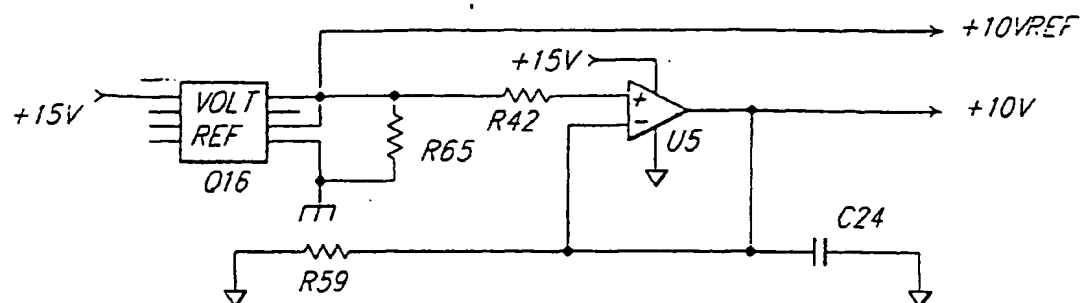 +10VREF
+15V
+15V
VOLT
REF
Q16
R65
R42
+
-
U5
+10V
C24
R59